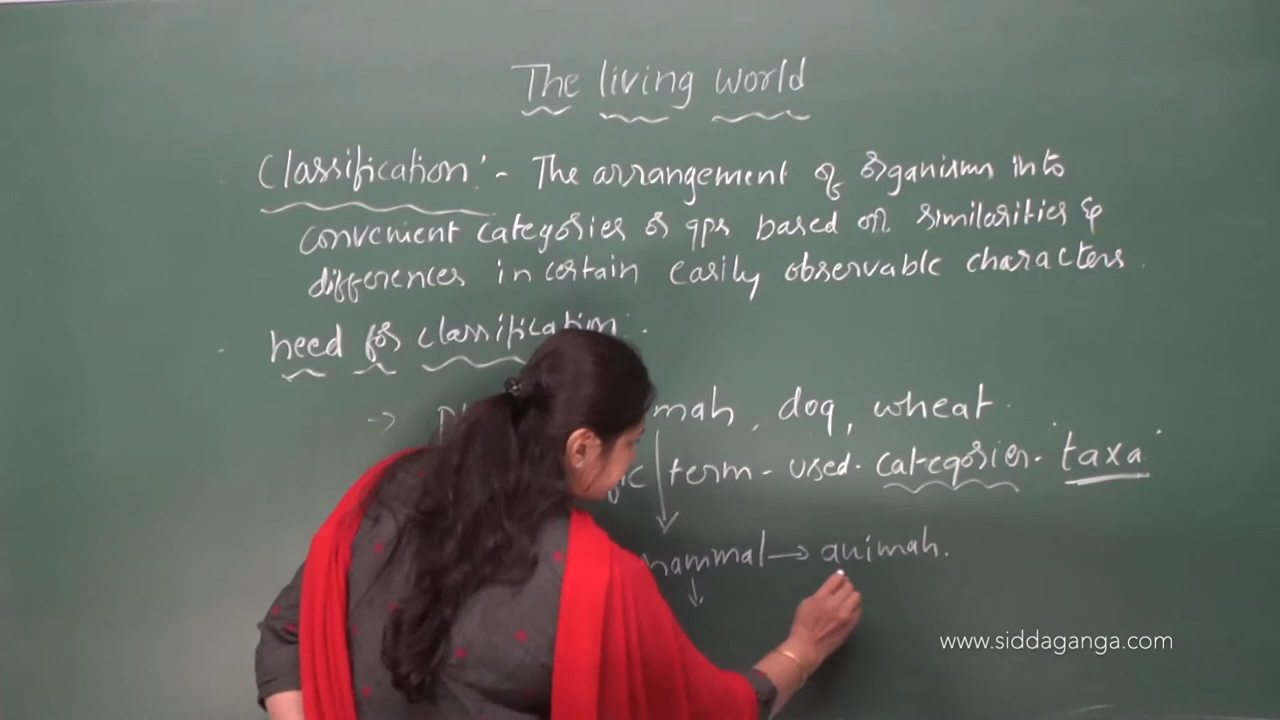 The living world
Classification:- The arrangement of organisms into
convenient categories or gps based on similarities &
differences in certain easily observable characters.
need for classification:
dog, wheat.
term - used. categories. "taxa"
mammal → animals.
www.siddaganga.com